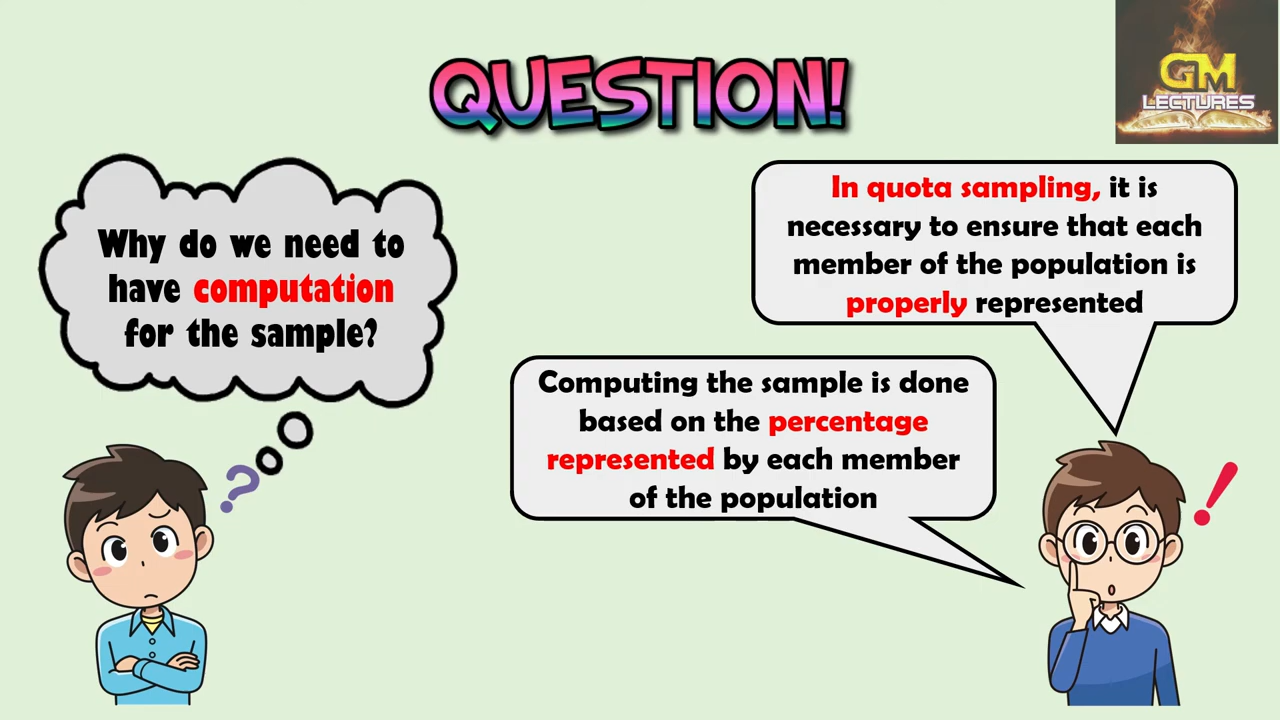 QUESTION!
GM
LECTURES
Why do we need to
have computation
for the sample?
?
In quota sampling, it is
necessary to ensure that each
member of the population is
properly represented
Computing the sample is done
based on the percentage
represented by each member
of the population
!